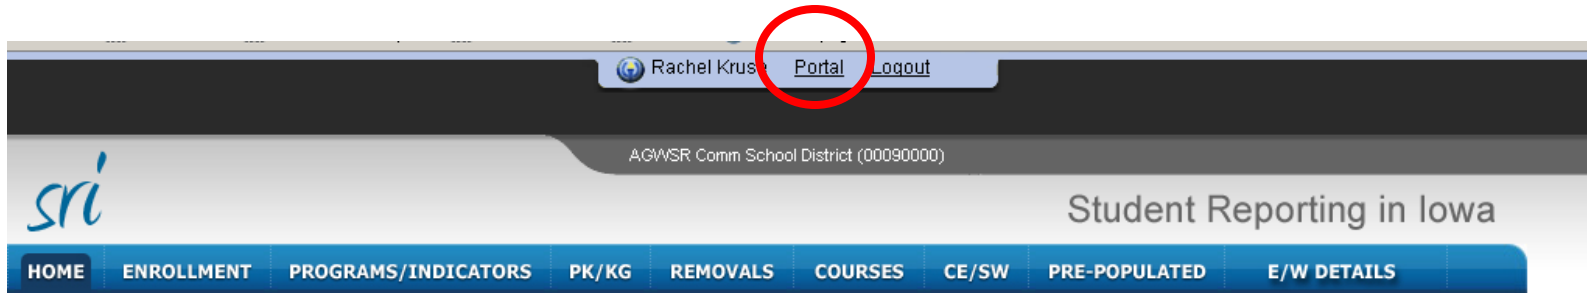 Rachel Kruse Portal Logout
AGWSR Comm School District (00090000)
sri
Student Reporting in Iowa
HOME ENROLLMENT PROGRAMS/INDICATORS PK/KG REMOVALS COURSES CE/SW PRE-POPULATED E/W DETAILS